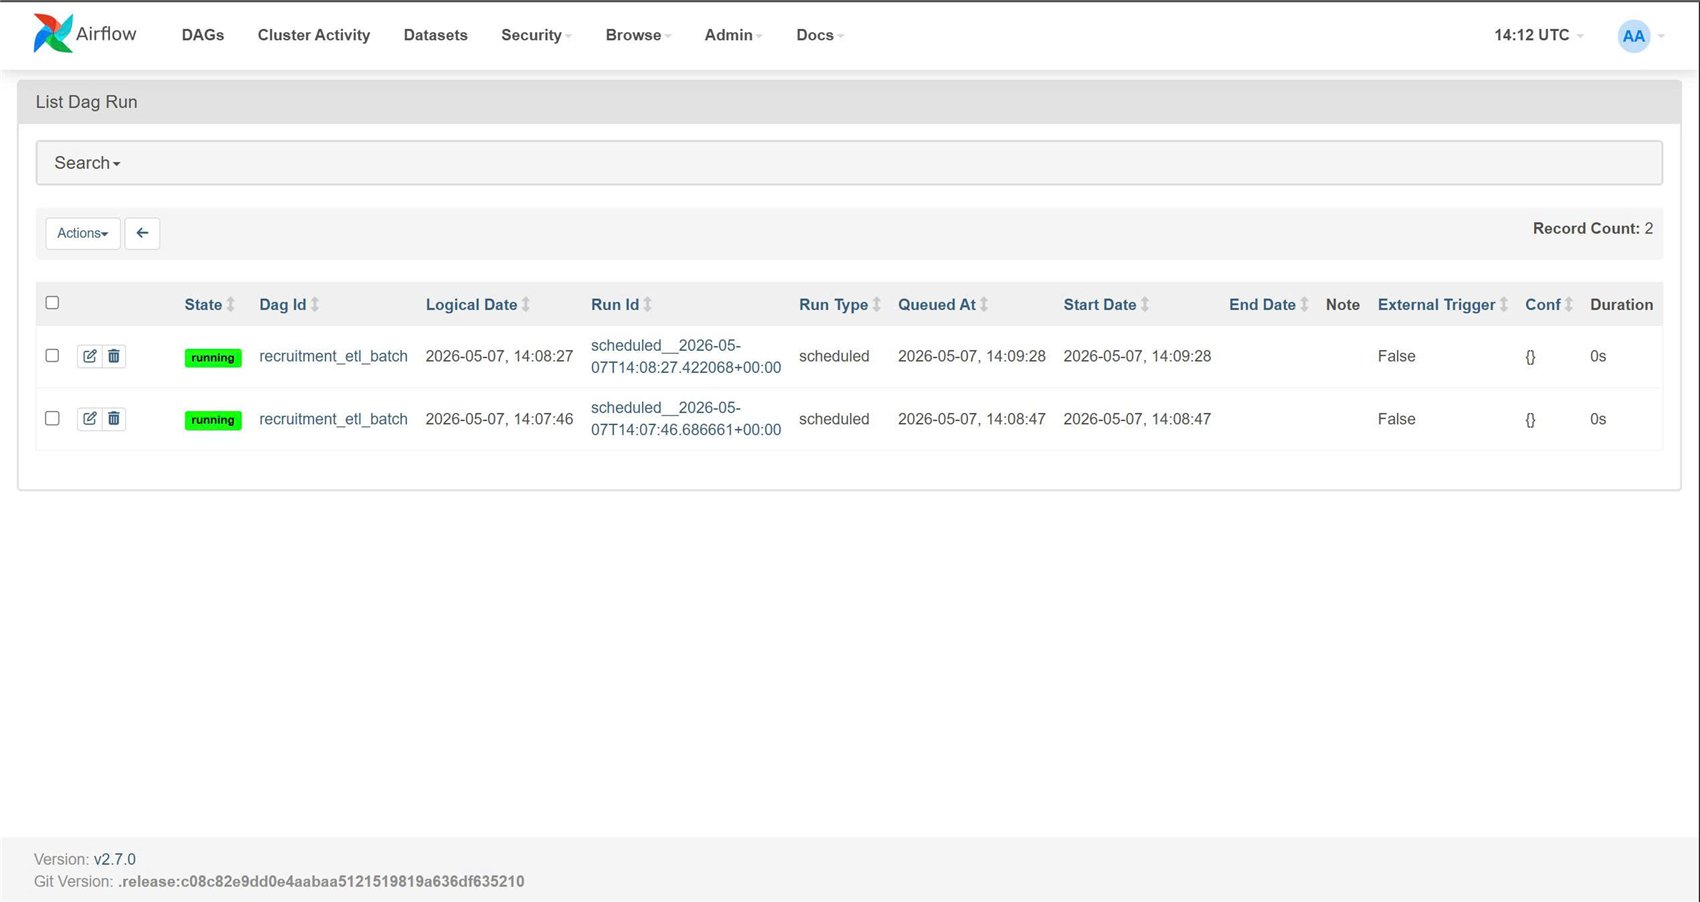 Airflow DAGs Cluster Activity Datasets Security Browse Admin Docs 14:12 UTC AA
List Dag Run
Search
Actions
Record Count: 2
State Dag Id Logical Date Run Id Run Type Queued At Start Date End Date Note External Trigger Conf Duration
running recruitment_etl_batch 2026-05-07, 14:08:27 scheduled__2026-05-
07T14:08:27.422068+00:00 scheduled 2026-05-07, 14:09:28 2026-05-07, 14:09:28 False {} 0s
running recruitment_etl_batch 2026-05-07, 14:07:46 scheduled__2026-05-
07T14:07:46.686661+00:00 scheduled 2026-05-07, 14:08:47 2026-05-07, 14:08:47 False {} 0s
Version: v2.7.0
Git Version: .release:c08c82e9dd0e4aabaa5121519819a636df635210